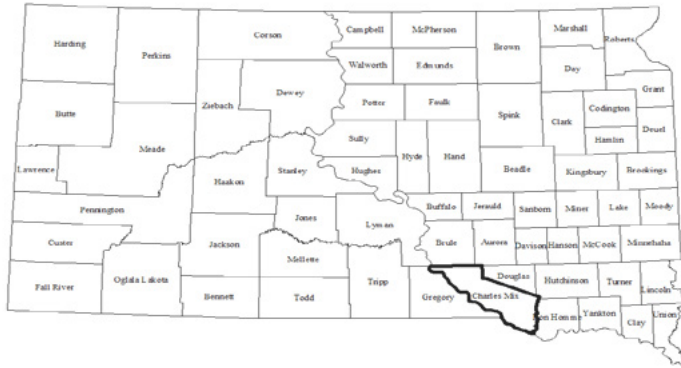 Harding
Perkins
Corson
Campbell
McPherson
Brown
Marshall
Roberts
Walworth
Edmunds
Day
Dewey
Ziebach
Butte
Potter
Faulk
Spink
Clark
Codington
Grant
Deuel
Hamlin
Meade
Sully
Hyde
Hand
Lawrence
Haakon
Stanley
Hughes
Beadle
Kingsbury
Brookings
Pennington
Jones
Lyman
Buffalo
Jerauld
Sanborn
Miner
Lake
Moody
Custer
Jackson
Brule
Aurora
Davison
Hanson
McCook
Minnehaha
Mellette
Fall River
Oglala Lakota
Tripp
Douglas
Hutchinson
Turner
Lincoln
Bennett
Todd
Gregory
Charles Mix
Bon Homme
Yankton
Clay
Union